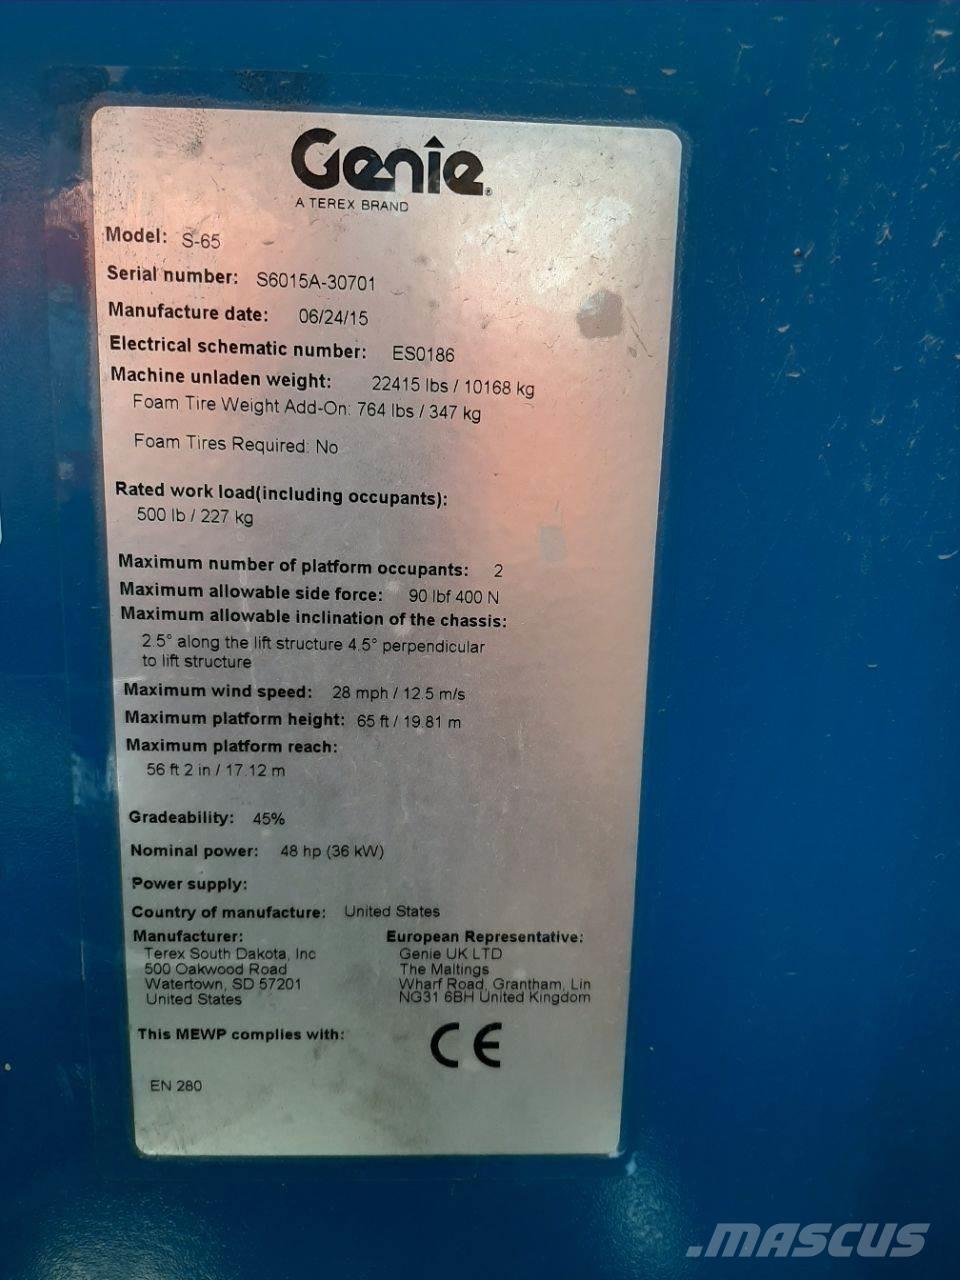 Genie
A TEREX BRAND
Model: S-65
Serial number: S6015A-30701
Manufacture date: 06/24/15
Electrical schematic number: ES0186
Machine unladen weight: 22415 lbs / 10168 kg
Foam Tire Weight Add-On: 764 lbs / 347 kg
Foam Tires Required: No
Rated work load(including occupants):
500 lb / 227 kg
Maximum number of platform occupants: 2
Maximum allowable side force: 90 lbf 400 N
Maximum allowable inclination of the chassis:
2.5° along the lift structure 4.5° perpendicular
to lift structure
Maximum wind speed: 28 mph / 12.5 m/s
Maximum platform height: 65 ft / 19.81 m
Maximum platform reach:
56 ft 2 in / 17.12 m
Gradeability: 45%
Nominal power: 48 hp (36 kW)
Power supply:
Country of manufacture: United States
Manufacturer:
Terex South Dakota, Inc
500 Oakwood Road
Watertown, SD 57201
United States
European Representative:
Genie UK LTD
The Maltings
Wharf Road, Grantham, Lin
NG31 6BH United Kingdom
This MEWP complies with:
CE
EN 280
.MASCUS